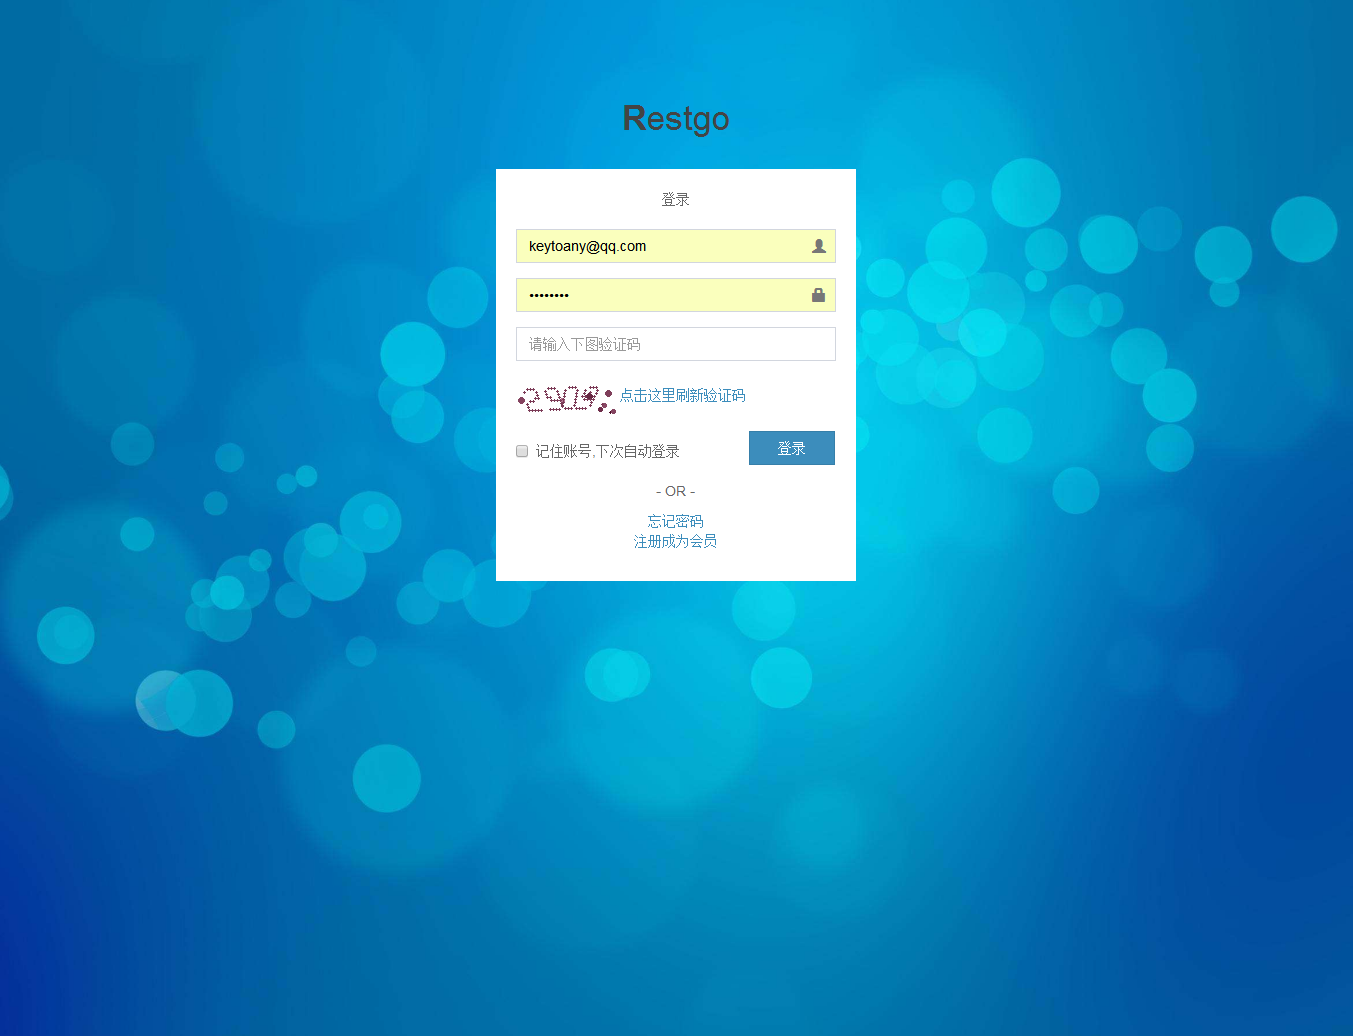 Restgo
登录
keytoany@qq.com
••••••••
请输入下图验证码
点击这里刷新验证码
记住账号,下次自动登录
登录
- OR -
忘记密码
注册成为会员